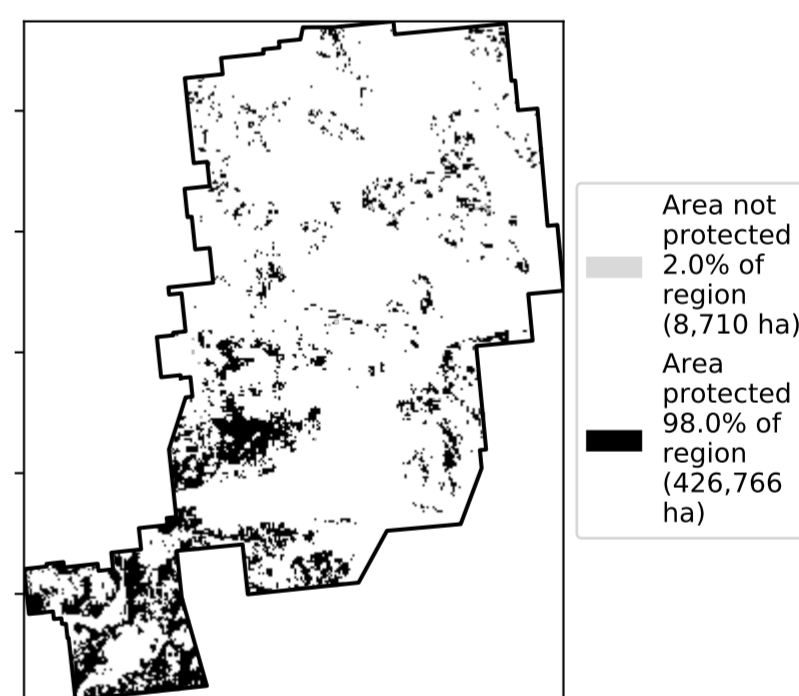 Area not
protected
2.0% of
region
(8,710 ha)
Area
protected
98.0% of
region
(426,766
ha)